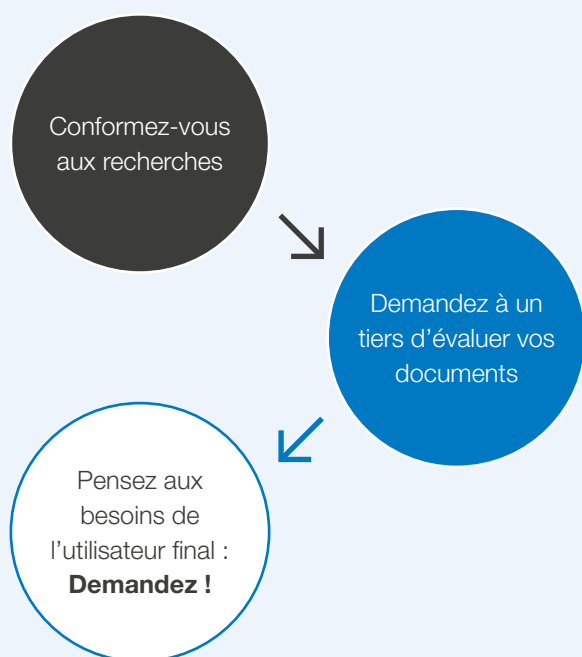 Conformez-vous
aux recherches
Demandez à un
tiers d’évaluer vos
documents
Pensez aux
besoins de
l’utilisateur final :
Demandez !